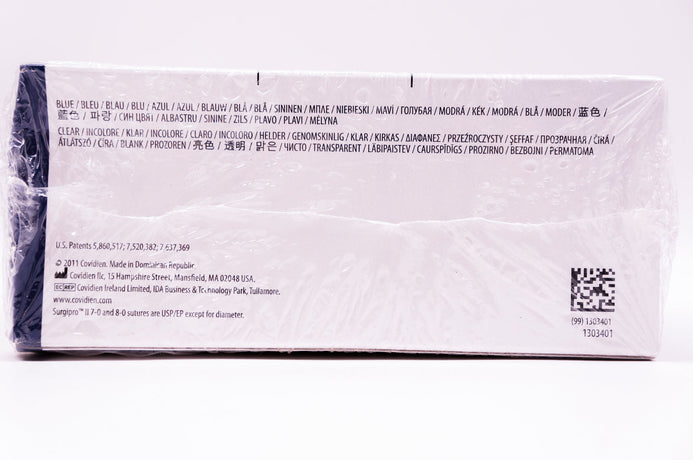 BLUE / BLEU / BLAU / BLU / AZUL / AZUL / BLAUW / BLÅ / BLÅ / SININEN / ΜΠΛΕ / NIEBIESKI / MAVİ / ГОЛУБАЯ / MODRÁ / KÉK / MODRÁ / BLÅ / MODER / 蓝色 /
藍色 / 파랑 / СИН ЦВЯТ / ALBASTRU / SININE / ZILS / PLAVO / PLAVI / MĖLYNA
CLEAR / INCOLORE / KLAR / INCOLORE / CLARO / INCOLORO / HELDER / GENOMSKINLIG / KLAR / KIRKAS / ΔΙΑΦΑΝΕΣ / PRZEŹROCZYSTY / ŞEFFAF / ПРОЗРАЧНАЯ / ČIRÁ /
ÁTLÁTSZÓ / ČÍRA / BLANK / PROZOREN / 亮色 / 透明 / 맑은 / ЧИСТО / TRANSPARENT / LÄBIPAISTEV / CAURSPĪDĪGS / PROZIRNO / BEZBOJNI / PERMATOMA
U.S. Patents 5,860,517; 7,520,382; 7,637,369
© 2011 Covidien. Made in Dominican Republic.
Covidien llc, 15 Hampshire Street, Mansfield, MA 02048 USA.
EC REP Covidien Ireland Limited, IDA Business & Technology Park, Tullamore.
www.covidien.com
Surgipro™ II 7-0 and 8-0 sutures are USP/EP except for diameter.
(99) 1303401
1303401